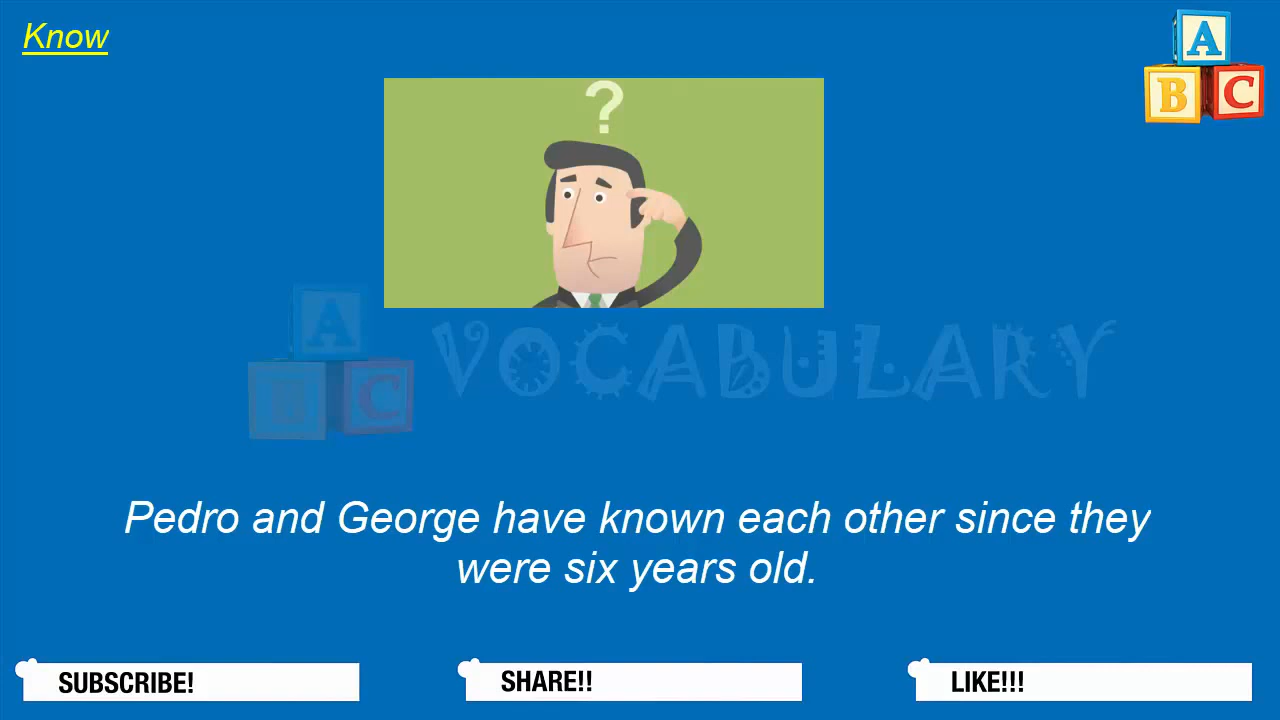 Know
A
B C
?
A
B C
VOCABULARY
Pedro and George have known each other since they
were six years old.
SUBSCRIBE!
SHARE!!
LIKE!!!